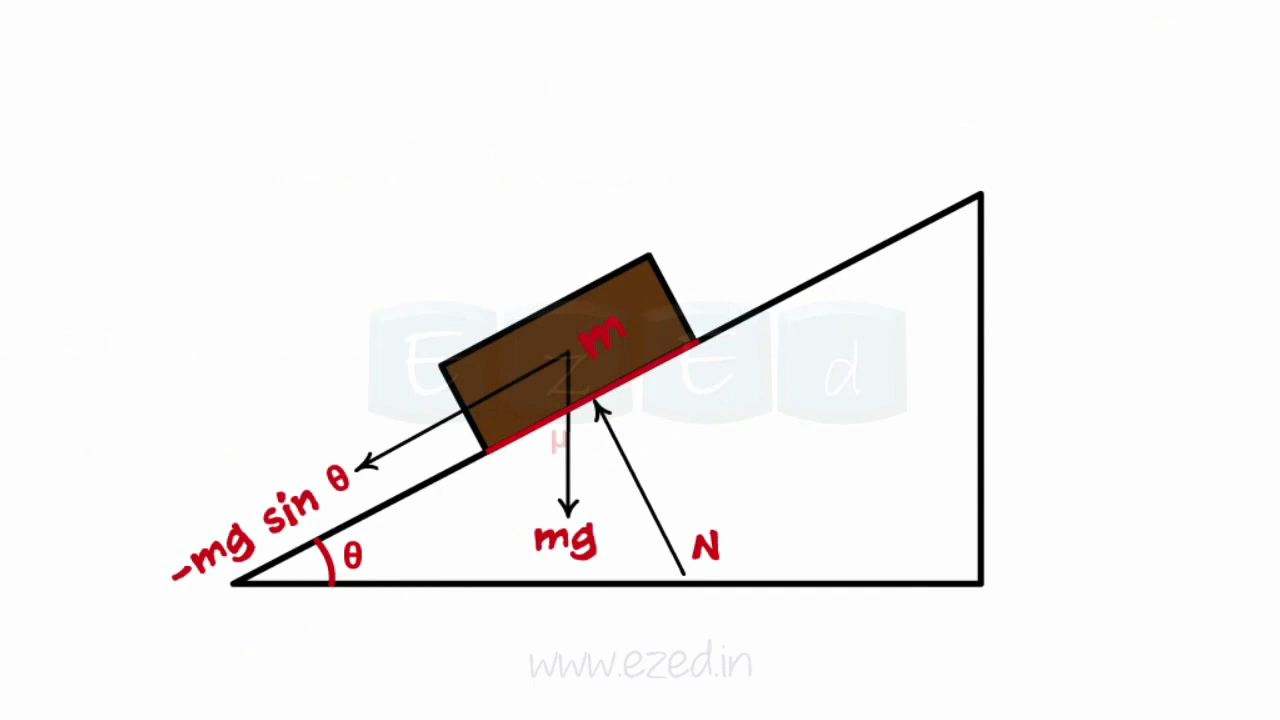 E z E d
m
μ
-mg sin θ
θ
mg
N
www.ezed.in